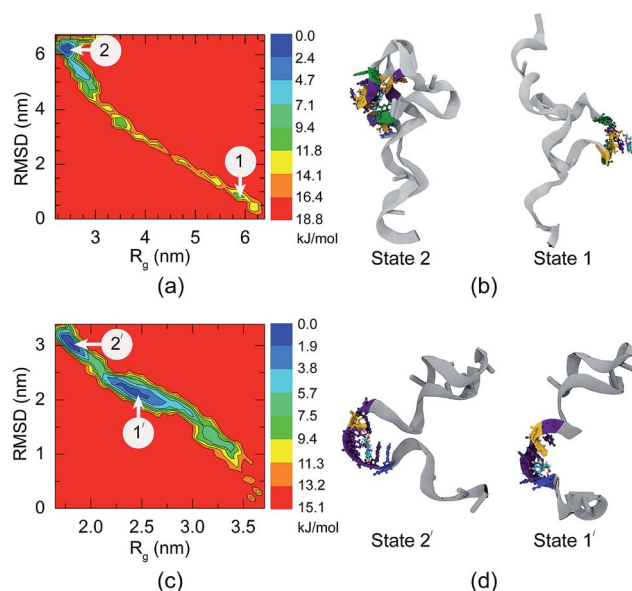 6
4
2
0
RMSD (nm)
3 4 5 6
Rg (nm)
2
1
0.0
2.4
4.7
7.1
9.4
11.8
14.1
16.4
18.8
kJ/mol
(a)
State 2
State 1
(b)
3
2
1
0
RMSD (nm)
2.0 2.5 3.0 3.5
Rg (nm)
2′
1′
0.0
1.9
3.8
5.7
7.5
9.4
11.3
13.2
15.1
kJ/mol
(c)
State 2′
State 1′
(d)